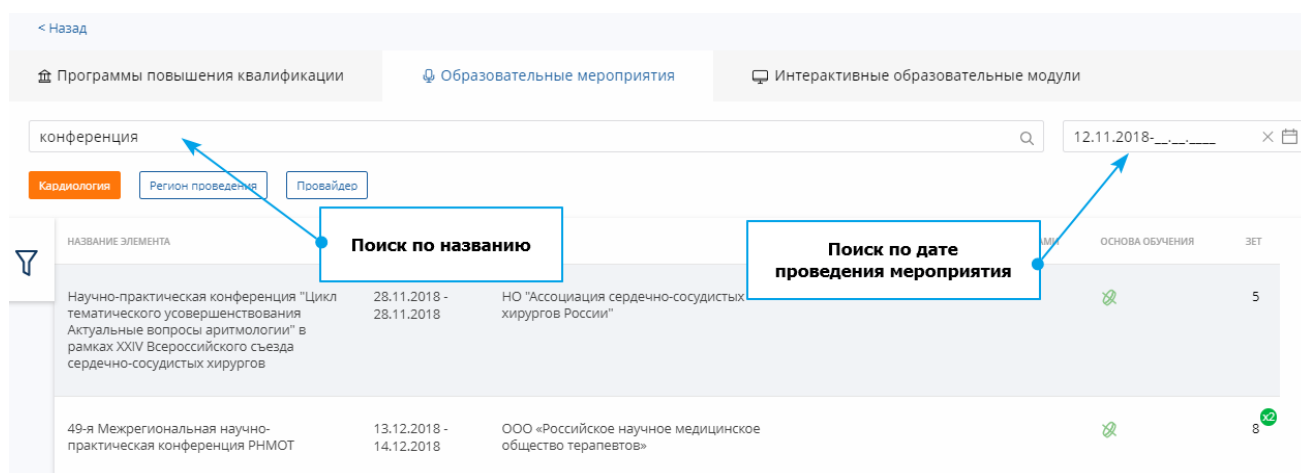 < Назад
Программы повышения квалификации
Образовательные мероприятия
Интерактивные образовательные модули
конференция
12.11.2018-__.__.____
Кардиология
Регион проведения
Провайдер
Поиск по названию
Поиск по дате
проведения мероприятия
НАЗВАНИЕ ЭЛЕМЕНТА
ОСНОВА ОБУЧЕНИЯ
ЗЕТ
Научно-практическая конференция "Цикл
тематического усовершенствования
Актуальные вопросы аритмологии" в
рамках XXIV Всероссийского съезда
сердечно-сосудистых хирургов
28.11.2018 -
28.11.2018
НО "Ассоциация сердечно-сосудистых
хирургов России"
5
49-я Межрегиональная научно-
практическая конференция РНМОТ
13.12.2018 -
14.12.2018
ООО «Российское научное медицинское
общество терапевтов»
8
x2